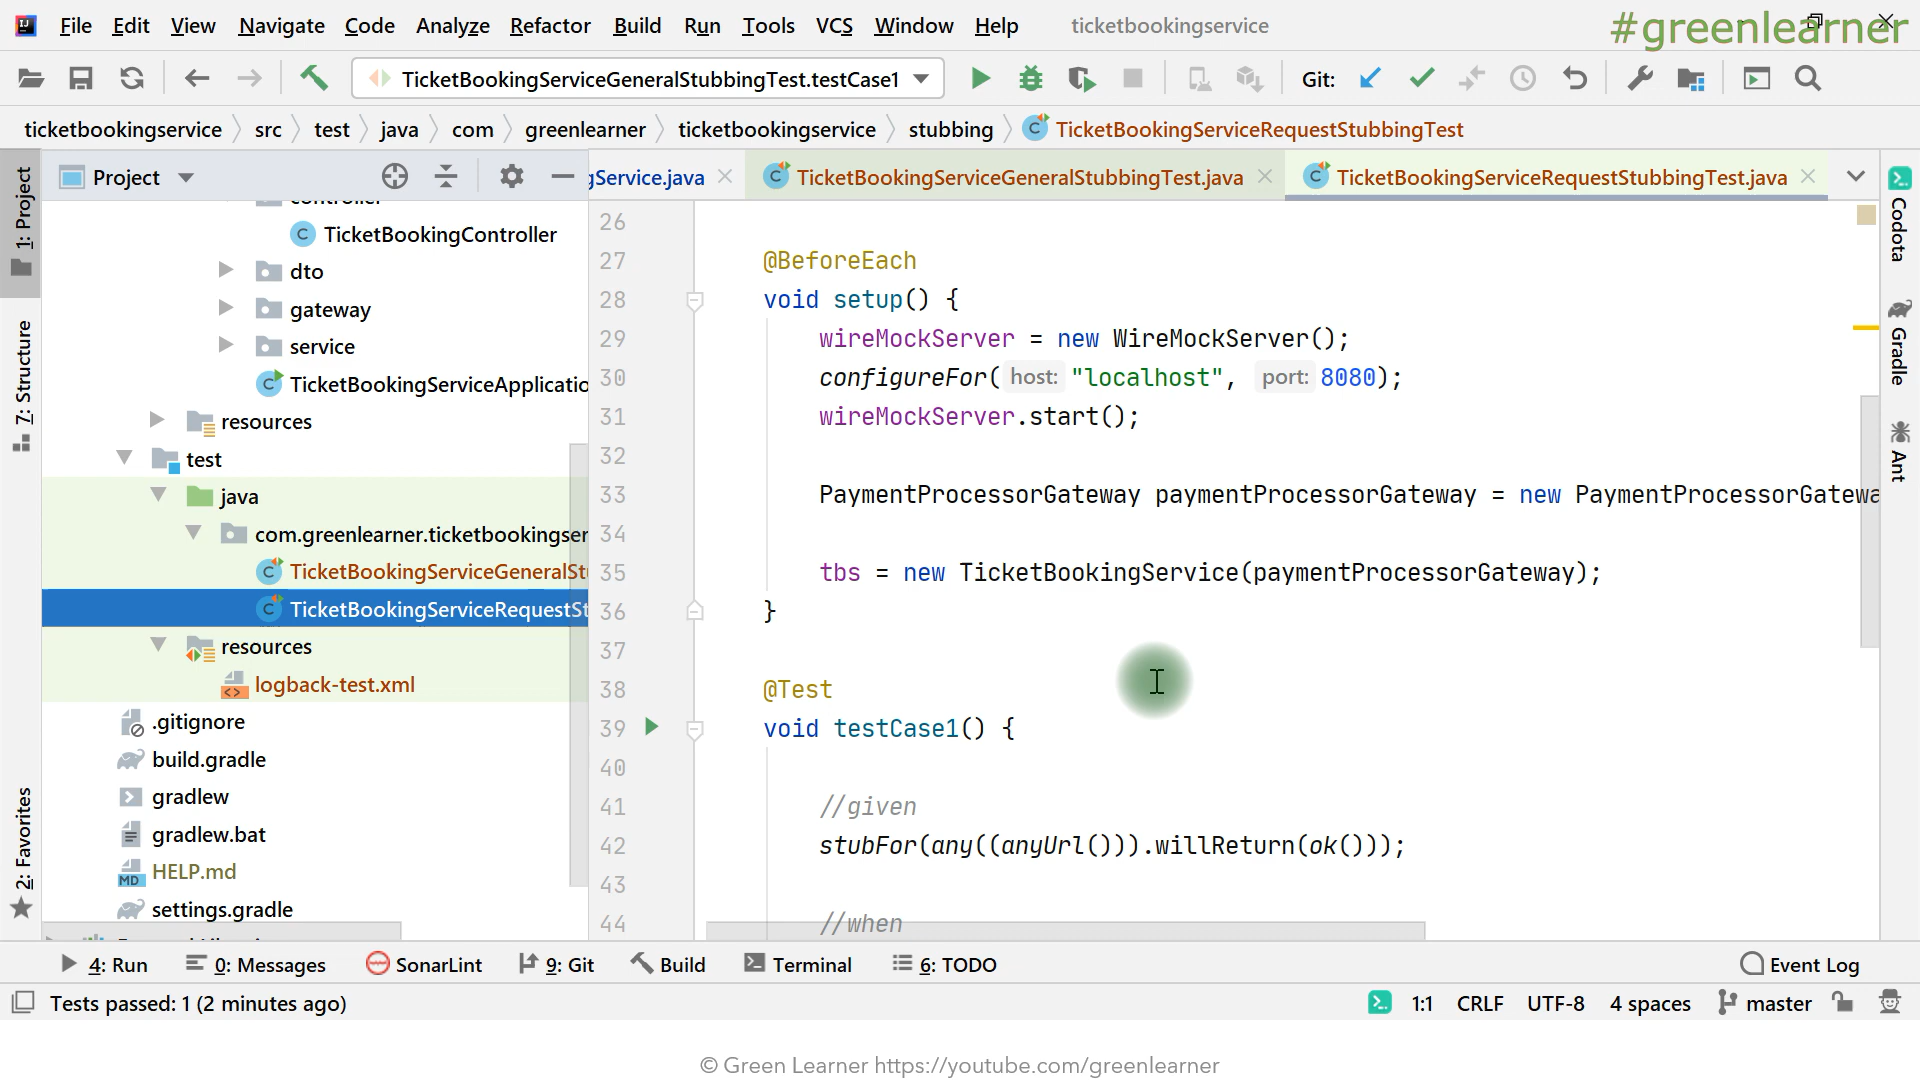 File Edit View Navigate Code Analyze Refactor Build Run Tools VCS Window Help ticketbookingservice #greenlearner
TicketBookingServiceGeneralStubbingTest.testCase1 Git:
ticketbookingservice src test java com greenlearner ticketbookingservice stubbing TicketBookingServiceRequestStubbingTest
Project gService.java TicketBookingServiceGeneralStubbingTest.java TicketBookingServiceRequestStubbingTest.java
1: Project
7: Structure
2: Favorites
controller
TicketBookingController
dto
gateway
service
TicketBookingServiceApplicatio
resources
test
java
com.greenlearner.ticketbookingser
TicketBookingServiceGeneralSt
TicketBookingServiceRequestSt
resources
logback-test.xml
.gitignore
build.gradle
gradlew
gradlew.bat
HELP.md
settings.gradle
26
27 @BeforeEach
28 void setup() {
29 wireMockServer = new WireMockServer();
30 configureFor( host: "localhost", port: 8080);
31 wireMockServer.start();
32
33 PaymentProcessorGateway paymentProcessorGateway = new PaymentProcessorGatewa
34
35 tbs = new TicketBookingService(paymentProcessorGateway);
36 }
37
38 @Test
39 void testCase1() {
40
41 //given
42 stubFor(any((anyUrl())).willReturn(ok()));
43
44 //when
Codota
Gradle
Ant
4: Run 0: Messages SonarLint 9: Git Build Terminal 6: TODO Event Log
Tests passed: 1 (2 minutes ago) 1:1 CRLF UTF-8 4 spaces master
© Green Learner https://youtube.com/greenlearner